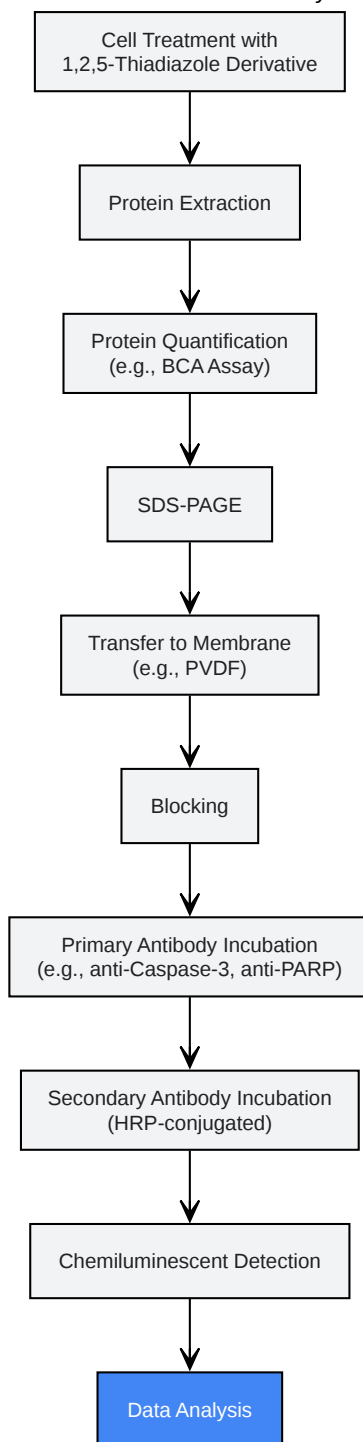 Cell Treatment with
1,2,5-Thiadiazole Derivative
Protein Extraction
Protein Quantification
(e.g., BCA Assay)
SDS-PAGE
Transfer to Membrane
(e.g., PVDF)
Blocking
Primary Antibody Incubation
(e.g., anti-Caspase-3, anti-PARP)
Secondary Antibody Incubation
(HRP-conjugated)
Chemiluminescent Detection
Data Analysis